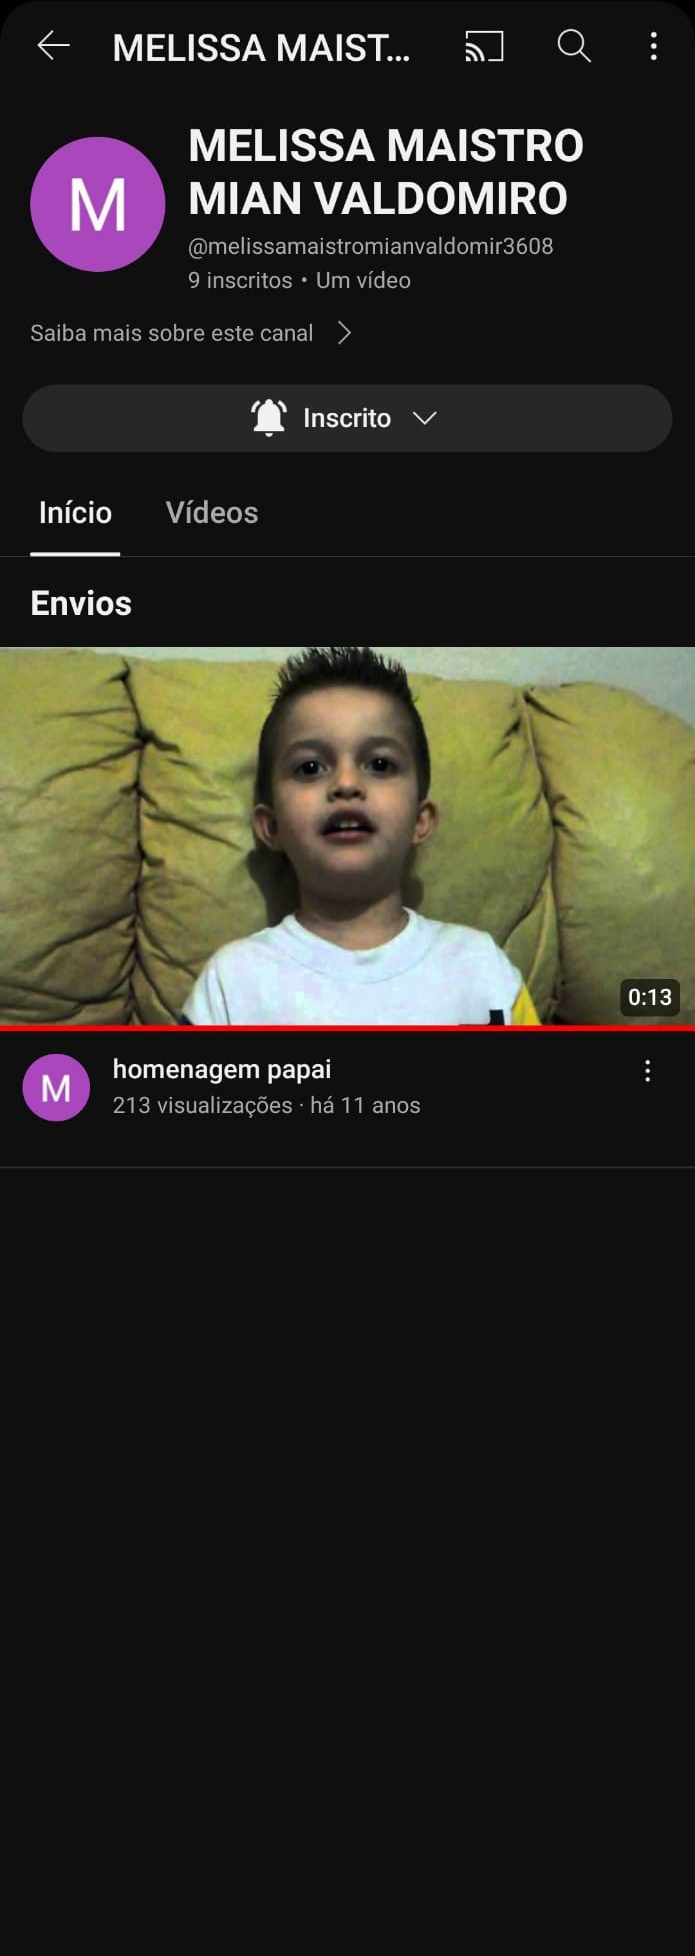 MELISSA MAIST...
M
MELISSA MAISTRO
MIAN VALDOMIRO
@melissamaistromianvaldomir3608
9 inscritos • Um vídeo
Saiba mais sobre este canal
Inscrito
Início Vídeos
Envios
0:13
M
homenagem papai
213 visualizações · há 11 anos